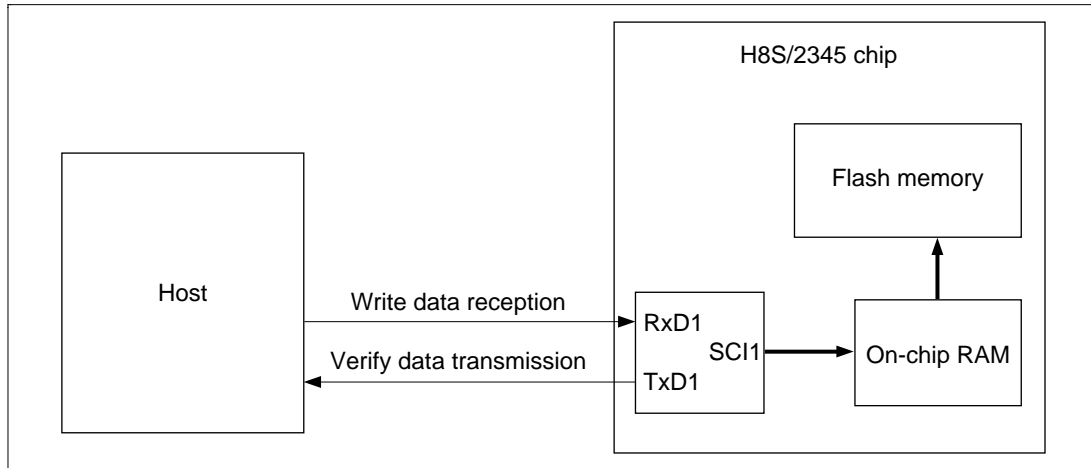 H8S/2345 chip
Flash memory
Host
Write data reception
RxD1
SCI1
On-chip RAM
Verify data transmission
TxD1